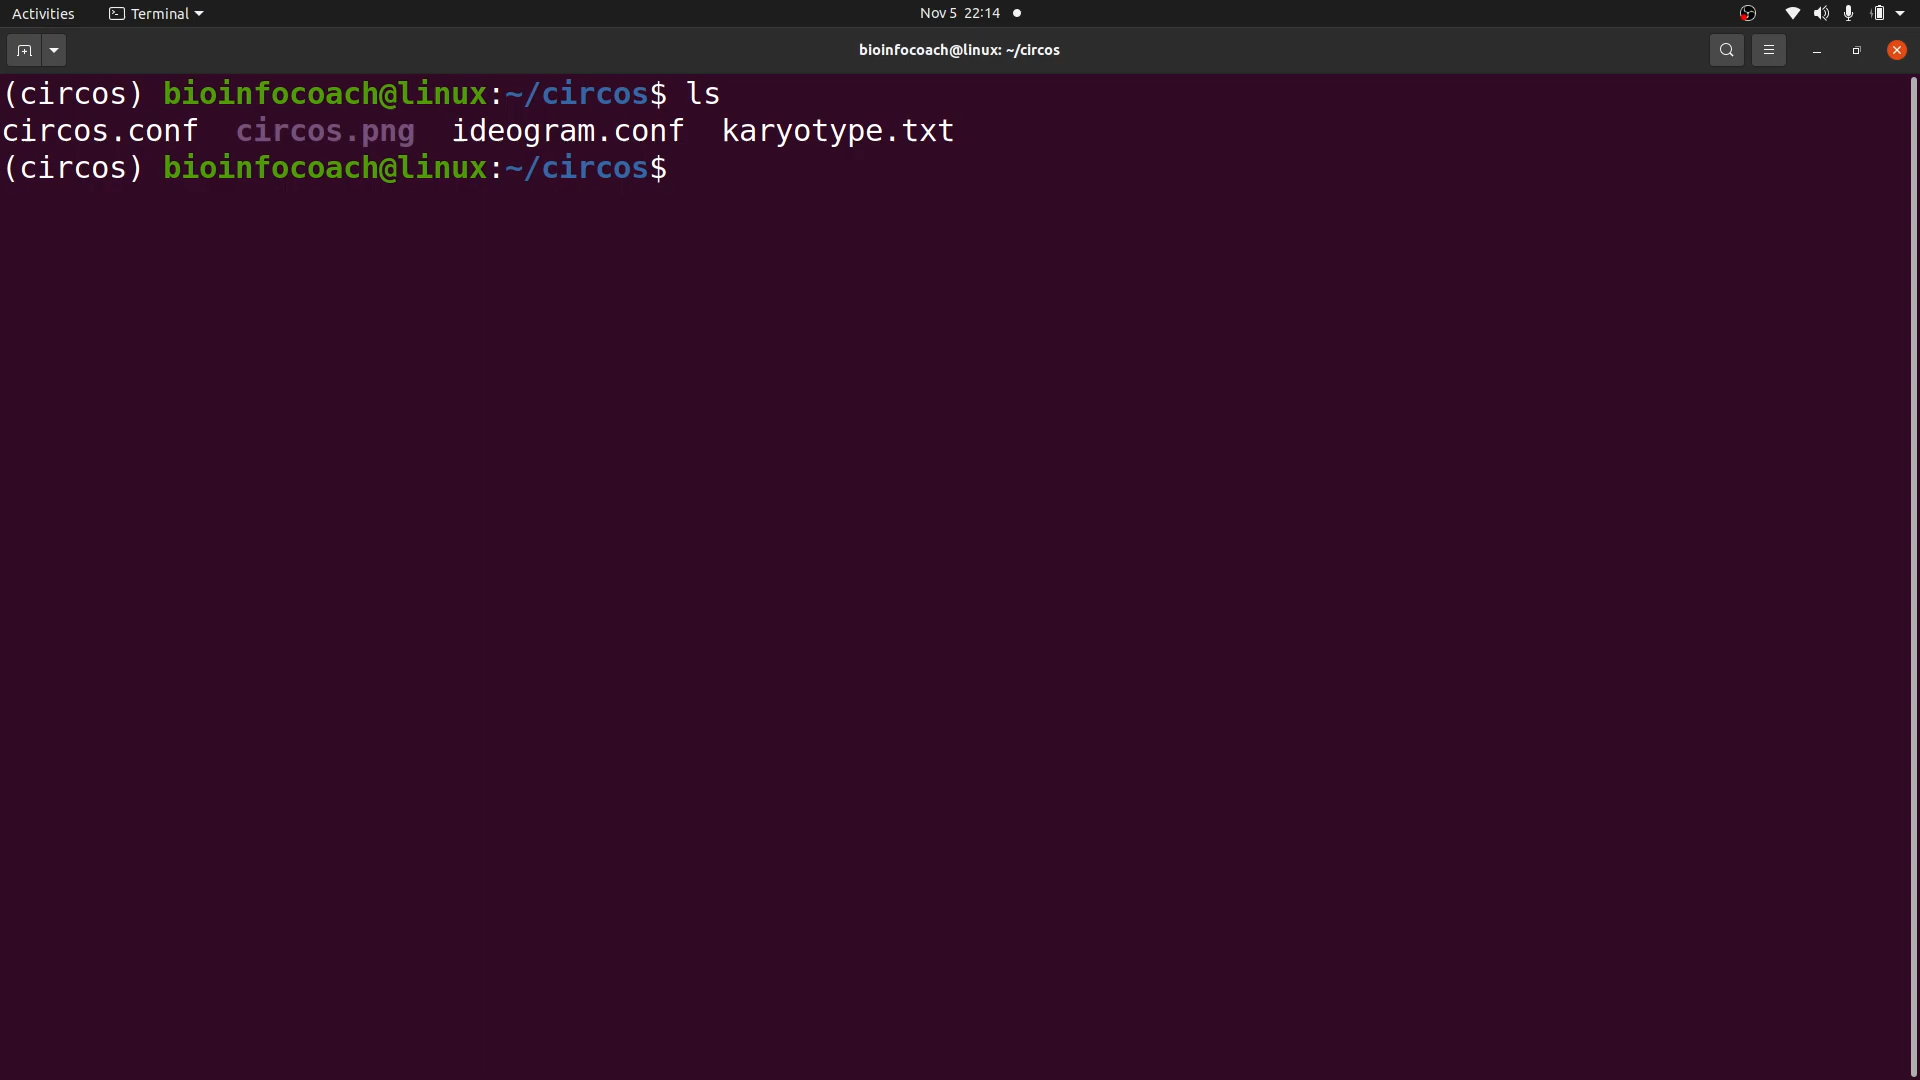 Activities Terminal Nov 5 22:14
bioinfocoach@linux: ~/circos
(circos) bioinfocoach@linux:~/circos$ ls
circos.conf circos.png ideogram.conf karyotype.txt
(circos) bioinfocoach@linux:~/circos$